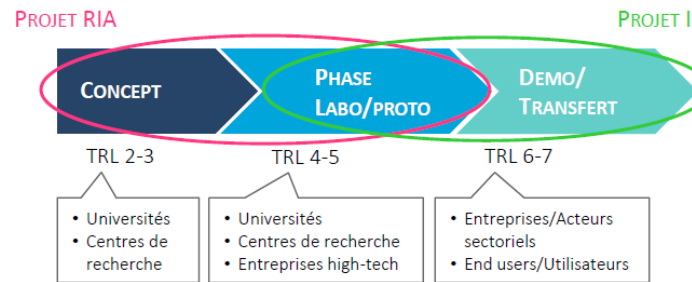 PROJET RIA
PROJET I
CONCEPT
PHASE
LABO/PROTO
DEMO/
TRANSFERT
TRL 2-3
TRL 4-5
TRL 6-7
• Universités
• Centres de
recherche
• Universités
• Centres de recherche
• Entreprises high-tech
• Entreprises/Acteurs
sectoriels
• End users/Utilisateurs